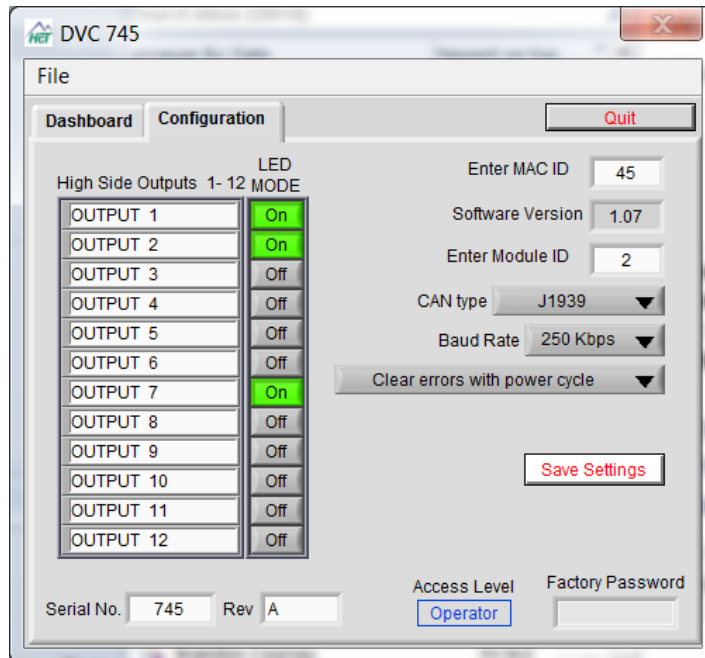 HCT DVC 745
File
Dashboard Configuration Quit
High Side Outputs 1- 12 LED MODE
OUTPUT 1 On
OUTPUT 2 On
OUTPUT 3 Off
OUTPUT 4 Off
OUTPUT 5 Off
OUTPUT 6 Off
OUTPUT 7 On
OUTPUT 8 Off
OUTPUT 9 Off
OUTPUT 10 Off
OUTPUT 11 Off
OUTPUT 12 Off
Enter MAC ID 45
Software Version 1.07
Enter Module ID 2
CAN type J1939
Baud Rate 250 Kbps
Clear errors with power cycle
Save Settings
Serial No. 745 Rev A
Access Level Operator
Factory Password